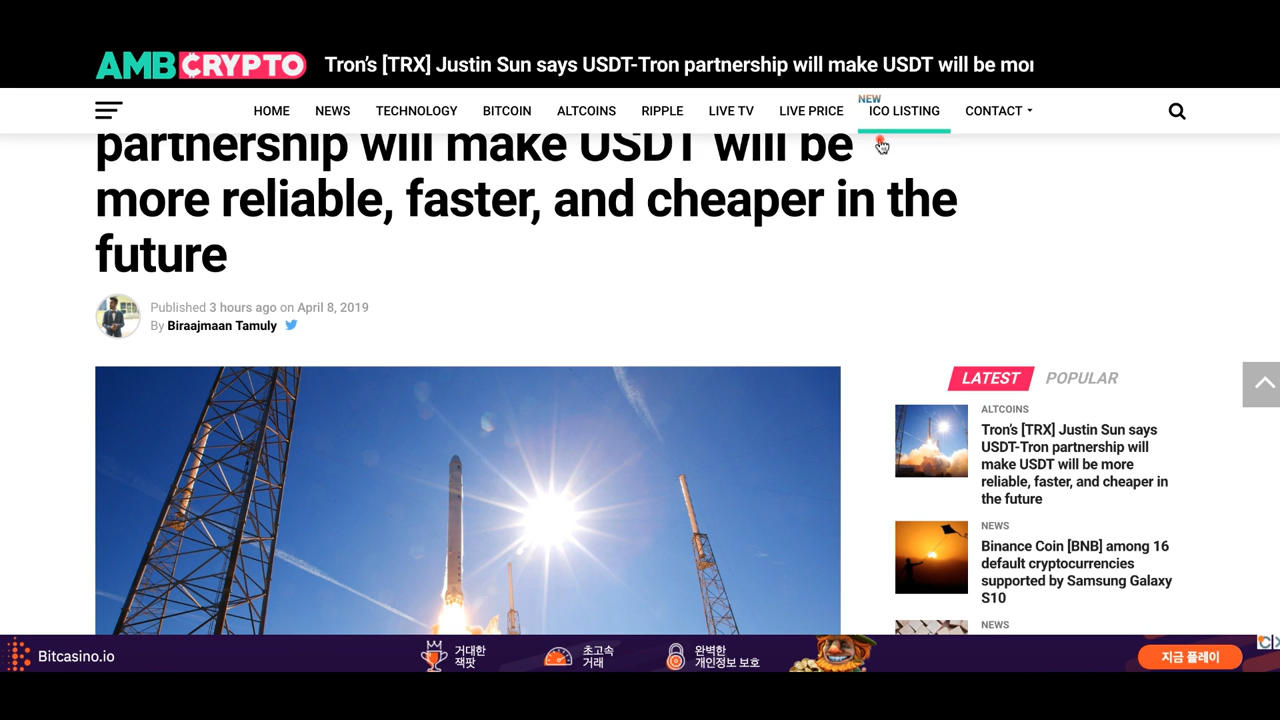 AMBCRYPTO
Tron's [TRX] Justin Sun says USDT-Tron partnership will make USDT will be mor
HOME NEWS TECHNOLOGY BITCOIN ALTCOINS RIPPLE LIVE TV LIVE PRICE NEW ICO LISTING CONTACT
partnership will make USDT will be
more reliable, faster, and cheaper in the
future
Published 3 hours ago on April 8, 2019
By Biraajmaan Tamuly
LATEST POPULAR
ALTCOINS
Tron's [TRX] Justin Sun says
USDT-Tron partnership will
make USDT will be more
reliable, faster, and cheaper in
the future
NEWS
Binance Coin [BNB] among 16
default cryptocurrencies
supported by Samsung Galaxy
S10
NEWS
Bitcasino.io
거대한
잭팟
초고속
거래
완벽한
개인정보 보호
지금 플레이